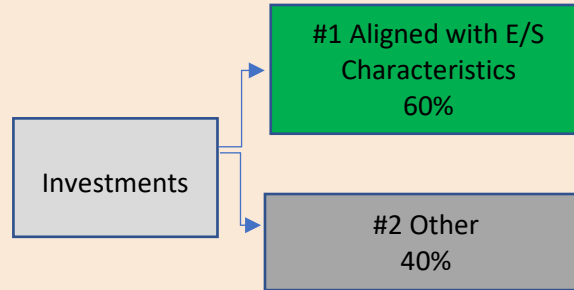 #1 Aligned with E/S
Characteristics
60%
Investments
#2 Other
40%